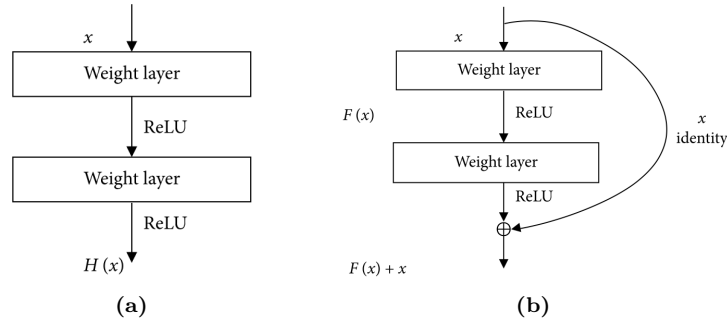 x
Weight layer
ReLU
Weight layer
ReLU
H (x)
(a)
x
Weight layer
F (x)
ReLU
x
identity
Weight layer
ReLU
F (x) + x
(b)